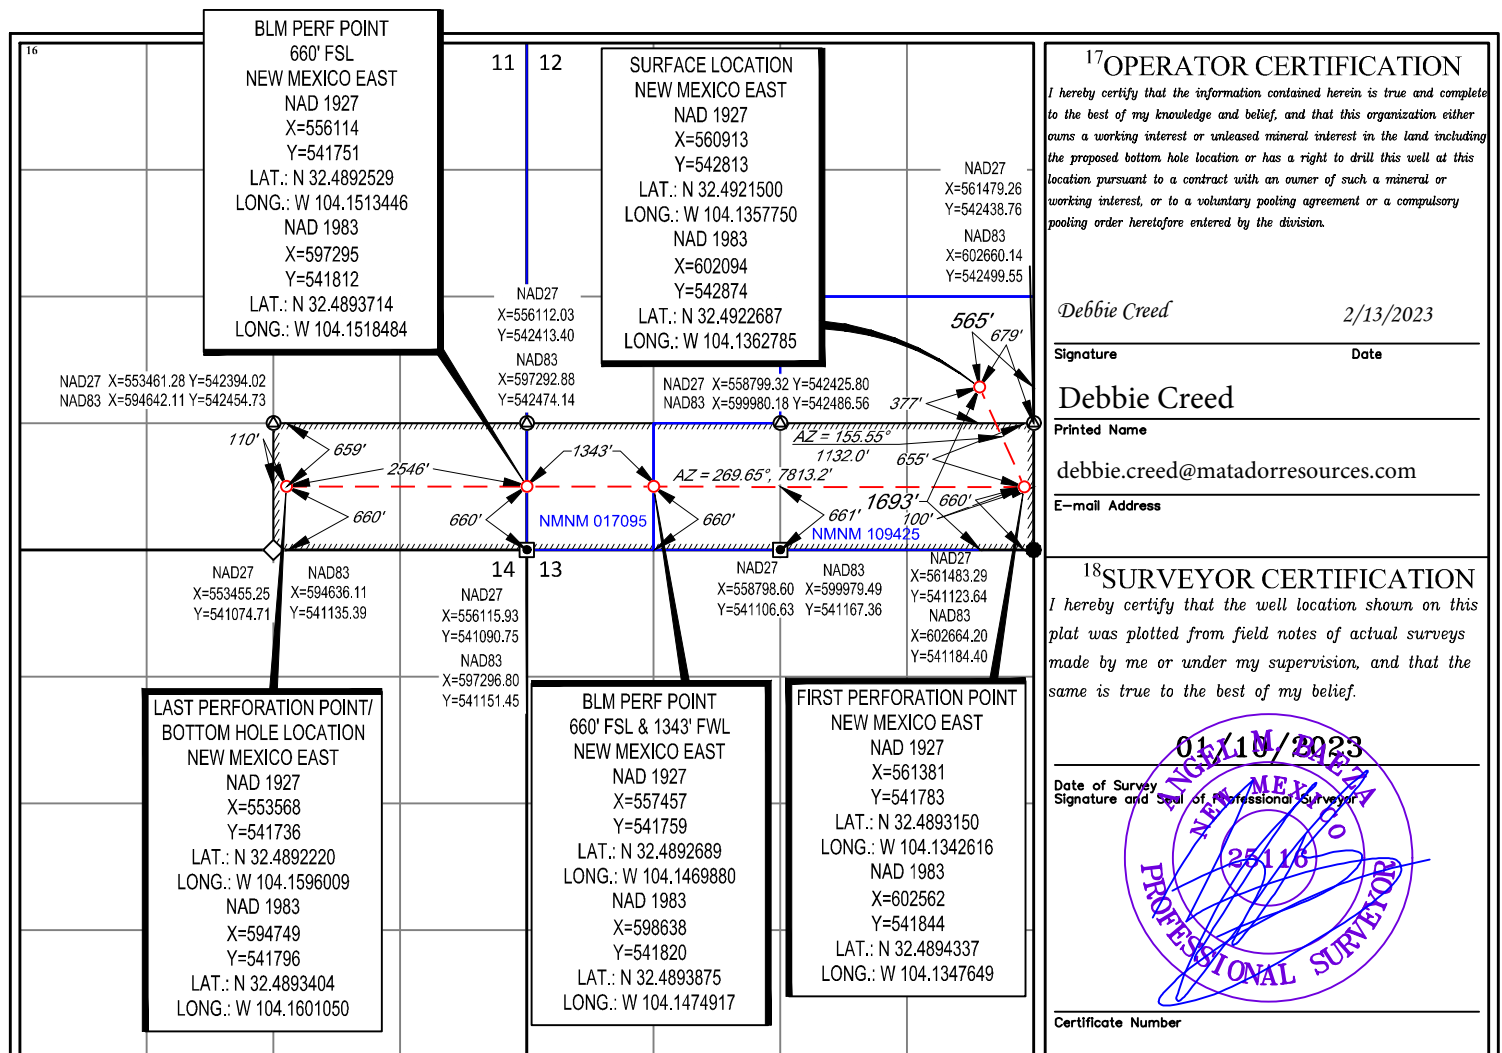 16
BLM PERF POINT
660' FSL
NEW MEXICO EAST
NAD 1927
X=556114
Y=541751
LAT.: N 32.4892529
LONG.: W 104.1513446
NAD 1983
X=597295
Y=541812
LAT.: N 32.4893714
LONG.: W 104.1518484
11 12
SURFACE LOCATION
NEW MEXICO EAST
NAD 1927
X=560913
Y=542813
LAT.: N 32.4921500
LONG.: W 104.1357750
NAD 1983
X=602094
Y=542874
LAT.: N 32.4922687
LONG.: W 104.1362785
NAD27
X=561479.26
Y=542438.76
NAD83
X=602660.14
Y=542499.55
NAD27
X=556112.03
Y=542413.40
NAD83
X=597292.88
Y=542474.14
NAD27 X=553461.28 Y=542394.02
NAD83 X=594642.11 Y=542454.73
NAD27 X=558799.32 Y=542425.80
NAD83 X=599980.18 Y=542486.56
565'
679'
377'
110'
659'
2546'
1343'
AZ = 155.55°
1132.0'
655'
AZ = 269.65°, 7813.2'
660'
660'
NMNM 017095
660'
661'
1693'
660'
100'
NMNM 109425
14 13
NAD27
X=553455.25
Y=541074.71
NAD83
X=594636.11
Y=541135.39
NAD27
X=556115.93
Y=541090.75
NAD83
X=597296.80
Y=541151.45
NAD27
X=558798.60
Y=541106.63
NAD83
X=599979.49
Y=541167.36
NAD27
X=561483.29
Y=541123.64
NAD83
X=602664.20
Y=541184.40
LAST PERFORATION POINT/
BOTTOM HOLE LOCATION
NEW MEXICO EAST
NAD 1927
X=553568
Y=541736
LAT.: N 32.4892220
LONG.: W 104.1596009
NAD 1983
X=594749
Y=541796
LAT.: N 32.4893404
LONG.: W 104.1601050
BLM PERF POINT
660' FSL & 1343' FWL
NEW MEXICO EAST
NAD 1927
X=557457
Y=541759
LAT.: N 32.4892689
LONG.: W 104.1469880
NAD 1983
X=598638
Y=541820
LAT.: N 32.4893875
LONG.: W 104.1474917
FIRST PERFORATION POINT
NEW MEXICO EAST
NAD 1927
X=561381
Y=541783
LAT.: N 32.4893150
LONG.: W 104.1342616
NAD 1983
X=602562
Y=541844
LAT.: N 32.4894337
LONG.: W 104.1347649
17 OPERATOR CERTIFICATION
I hereby certify that the information contained herein is true and complete
to the best of my knowledge and belief, and that this organization either
owns a working interest or unleased mineral interest in the land including
the proposed bottom hole location or has a right to drill this well at this
location pursuant to a contract with an owner of such a mineral or
working interest, or to a voluntary pooling agreement or a compulsory
pooling order heretofore entered by the division.
Debbie Creed 2/13/2023
Signature Date
Debbie Creed
Printed Name
debbie.creed@matadorresources.com
E-mail Address
18 SURVEYOR CERTIFICATION
I hereby certify that the well location shown on this
plat was plotted from field notes of actual surveys
made by me or under my supervision, and that the
same is true to the best of my belief.
01/10/2023
Date of Survey
Signature and Seal of Professional Surveyor
ANGEL M. BAEZA
NEW MEXICO
25116
PROFESSIONAL SURVEYOR
Certificate Number